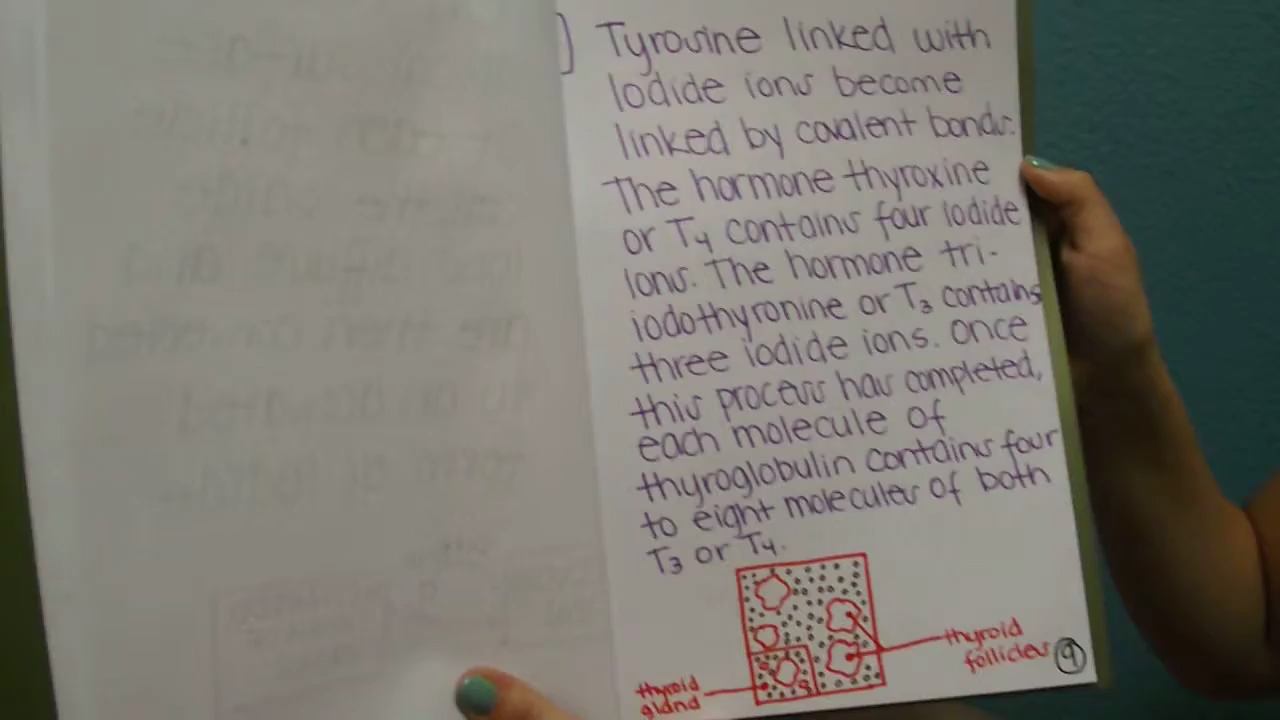 Tyrosine linked with
Iodide ions become
linked by covalent bonds.
The hormone thyroxine
or T4 contains four Iodide
Ions. The hormone tri-
iodothyronine or T3 contains
three iodide ions. Once
this process has completed,
each molecule of
thyroglobulin contains four
to eight molecules of both
T3 or T4.
thyroid
follicles
9
thyroid
gland